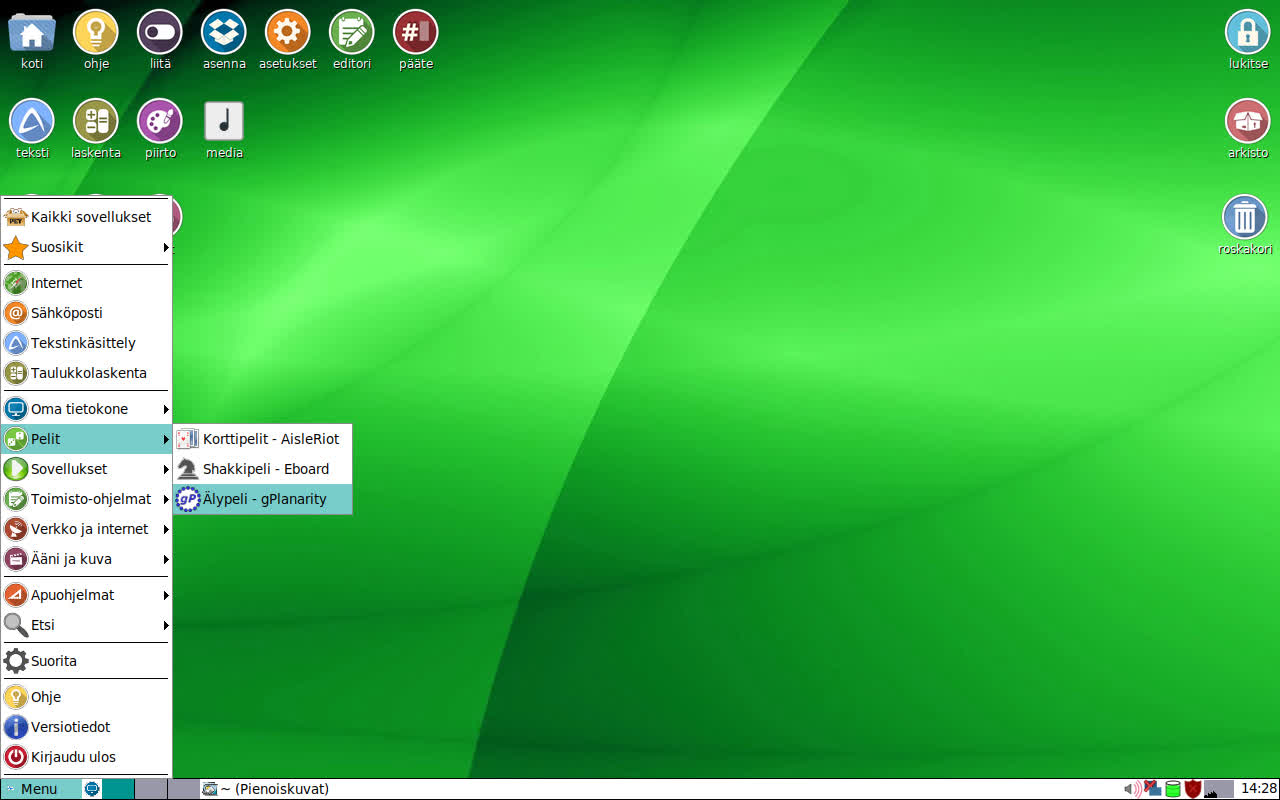 koti
ohje
liitä
asenna
asetukset
editori
pääte
lukitse
teksti
laskenta
piirto
media
arkisto
roskakori
Kaikki sovellukset
Suosikit
Internet
Sähköposti
Tekstinkäsittely
Taulukkolaskenta
Oma tietokone
Pelit
Sovellukset
Toimisto-ohjelmat
Verkko ja internet
Ääni ja kuva
Apuohjelmat
Etsi
Suorita
Ohje
Versiotiedot
Kirjaudu ulos
Korttipelit - AisleRiot
Shakkipeli - Eboard
Älypeli - gPlanarity
Menu
~ (Pienoiskuvat)
14:28